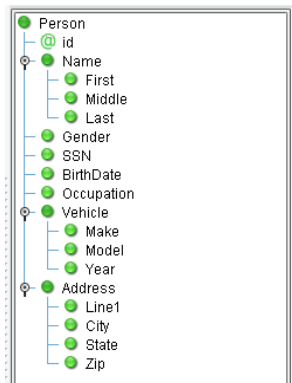 Person
@ id
Name
First
Middle
Last
Gender
SSN
BirthDate
Occupation
Vehicle
Make
Model
Year
Address
Line1
City
State
Zip